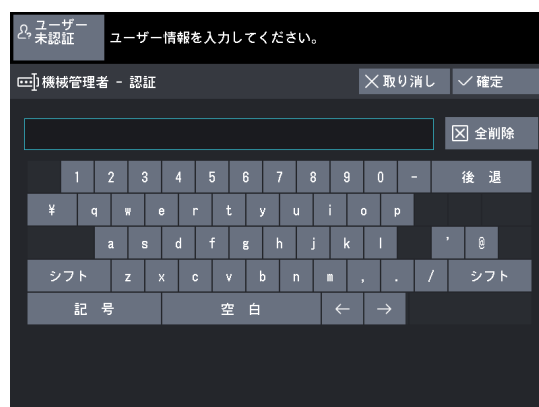 ユーザー
未認証
ユーザー情報を入力してください。
機械管理者 - 認証
取り消し
確定
全削除
1 2 3 4 5 6 7 8 9 0 - 後 退
¥ q w e r t y u i o p
a s d f g h j k l ' @
シフト z x c v b n m , . / シフト
記 号 空 白 ← →